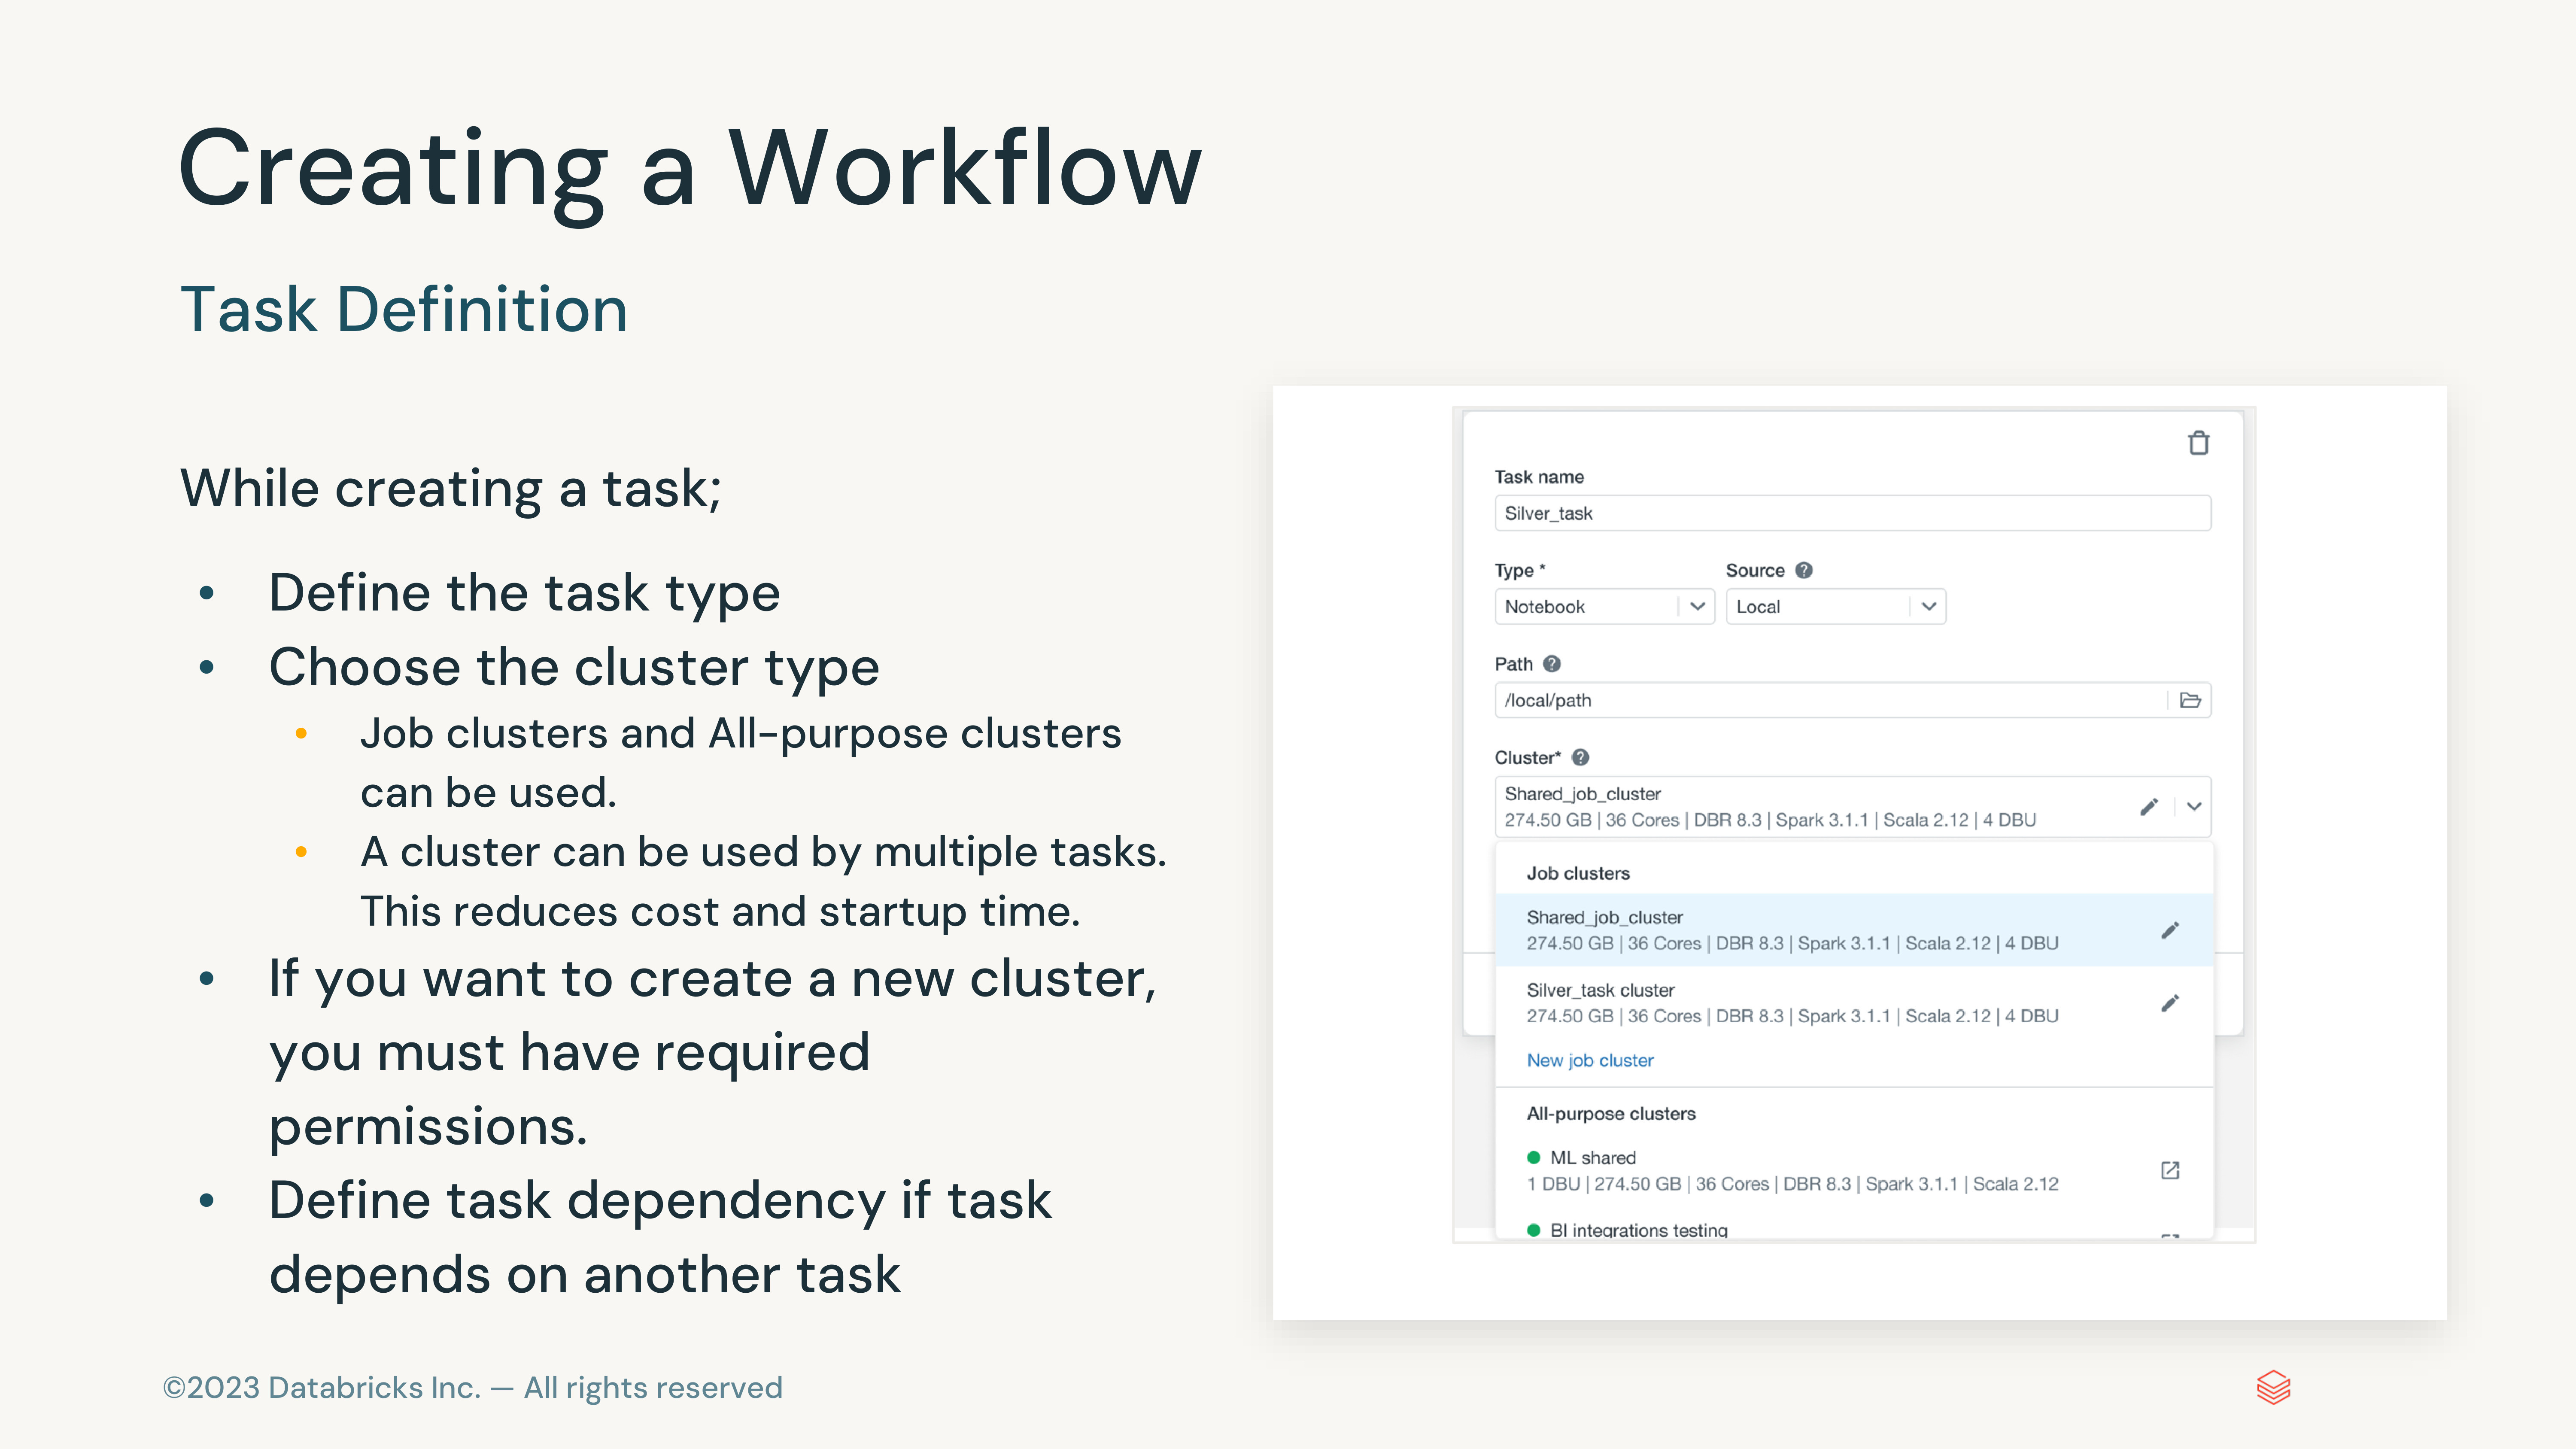 Creating a Workflow
Task Definition
While creating a task;
• Define the task type
• Choose the cluster type
• Job clusters and All-purpose clusters
can be used.
• A cluster can be used by multiple tasks.
This reduces cost and startup time.
• If you want to create a new cluster,
you must have required
permissions.
• Define task dependency if task
depends on another task
Task name
Silver_task
Type * Source ?
Notebook Local
Path ?
/local/path
Cluster* ?
Shared_job_cluster
274.50 GB | 36 Cores | DBR 8.3 | Spark 3.1.1 | Scala 2.12 | 4 DBU
Job clusters
Shared_job_cluster
274.50 GB | 36 Cores | DBR 8.3 | Spark 3.1.1 | Scala 2.12 | 4 DBU
Silver_task cluster
274.50 GB | 36 Cores | DBR 8.3 | Spark 3.1.1 | Scala 2.12 | 4 DBU
New job cluster
All-purpose clusters
ML shared
1 DBU | 274.50 GB | 36 Cores | DBR 8.3 | Spark 3.1.1 | Scala 2.12
BI integrations testing
©2023 Databricks Inc. — All rights reserved